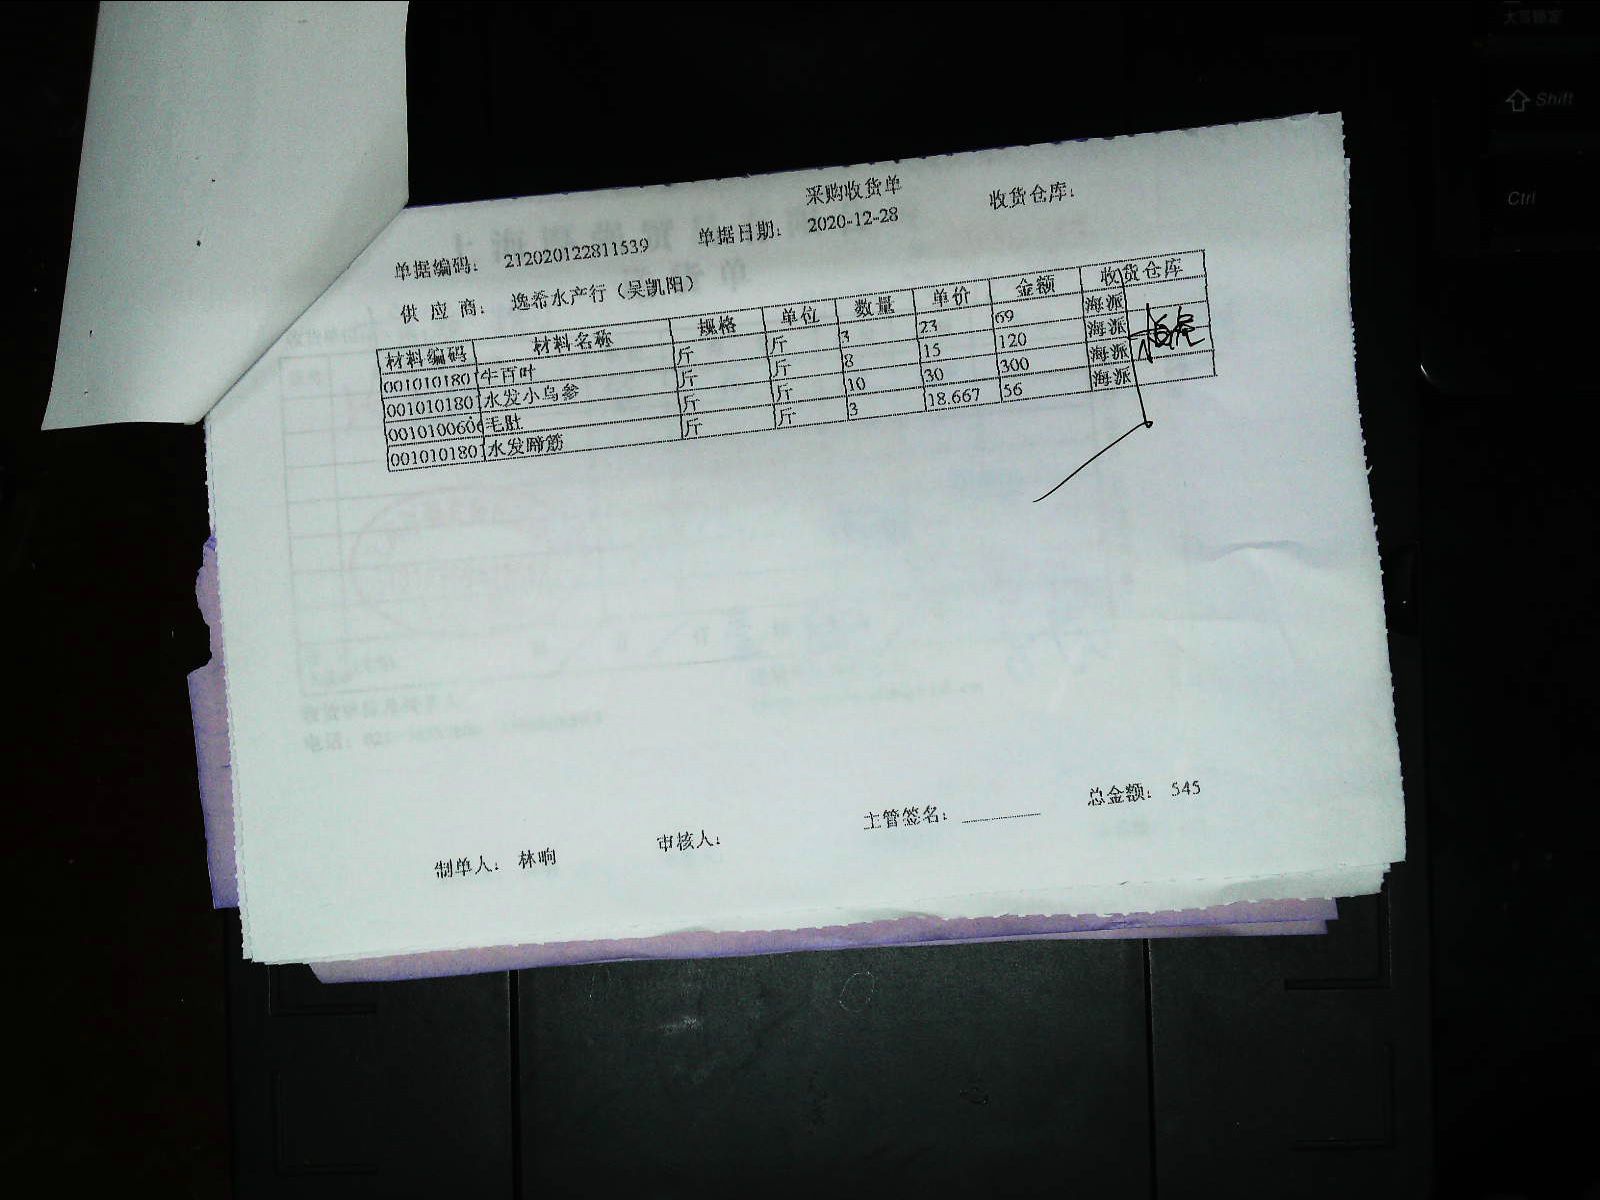 采购收货单
单据编码： 212020122811539 单据日期： 2020-12-28 收货仓库：
供 应 商： 逸希水产行（吴凯阳）
材料编码 材料名称 规格 单位 数量 单价 金额 收货仓库
001010180 牛百叶 斤 斤 3 23 69 海派
001010180 水发小乌参 斤 斤 8 15 120 海派
001010060 毛肚 斤 斤 10 30 300 海派
001010180 水发蹄筋 斤 斤 3 18.667 56 海派
制单人： 林响 审核人： 主管签名： 总金额： 545
Shift
Ctrl